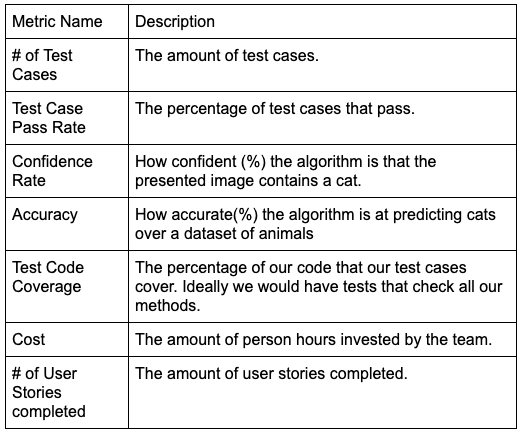 Metric Name
Description
# of Test
Cases
The amount of test cases.
Test Case
Pass Rate
The percentage of test cases that pass.
Confidence
Rate
How confident (%) the algorithm is that the
presented image contains a cat.
Accuracy
How accurate(%) the algorithm is at predicting cats
over a dataset of animals
Test Code
Coverage
The percentage of our code that our test cases
cover. Ideally we would have tests that check all our
methods.
Cost
The amount of person hours invested by the team.
# of User
Stories
completed
The amount of user stories completed.